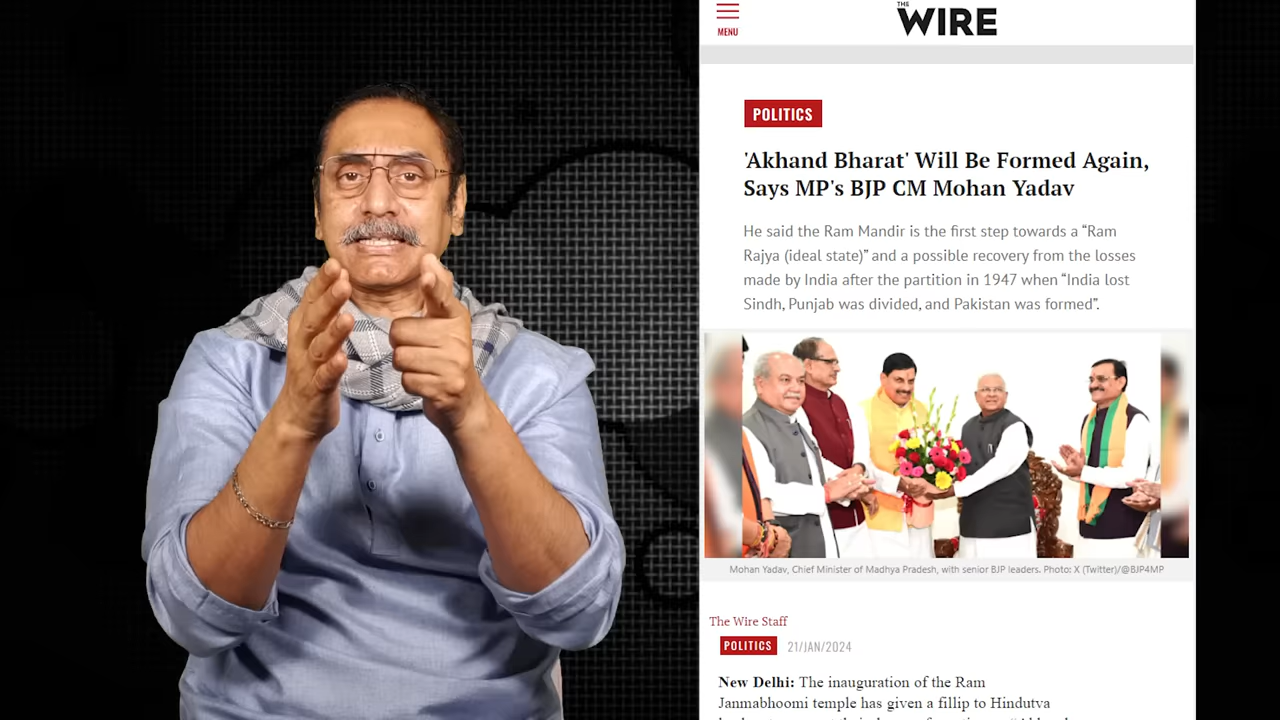 MENU
THE
WIRE
POLITICS
'Akhand Bharat' Will Be Formed Again,
Says MP's BJP CM Mohan Yadav
He said the Ram Mandir is the first step towards a “Ram
Rajya (ideal state)” and a possible recovery from the losses
made by India after the partition in 1947 when “India lost
Sindh, Punjab was divided, and Pakistan was formed”.
Mohan Yadav, Chief Minister of Madhya Pradesh, with senior BJP leaders. Photo: X (Twitter)/@BJP4MP
The Wire Staff
POLITICS 21/JAN/2024
New Delhi: The inauguration of the Ram
Janmabhoomi temple has given a fillip to Hindutva